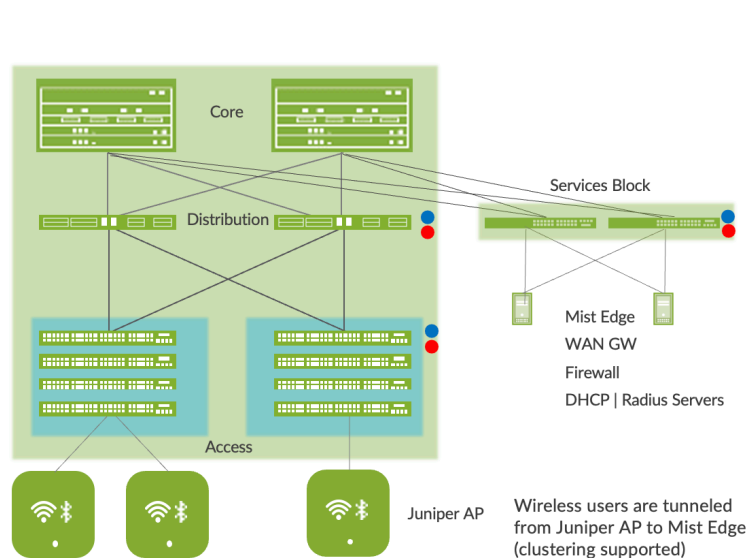 Core
Services Block
Distribution
Mist Edge
WAN GW
Firewall
DHCP | Radius Servers
Access
Juniper AP
Wireless users are tunneled
from Juniper AP to Mist Edge
(clustering supported)